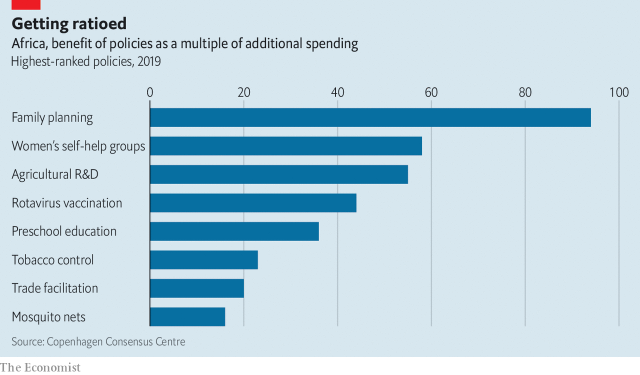 Getting ratioed
Africa, benefit of policies as a multiple of additional spending
Highest-ranked policies, 2019
0 20 40 60 80 100
Family planning
Women's self-help groups
Agricultural R&D
Rotavirus vaccination
Preschool education
Tobacco control
Trade facilitation
Mosquito nets
Source: Copenhagen Consensus Centre
The Economist